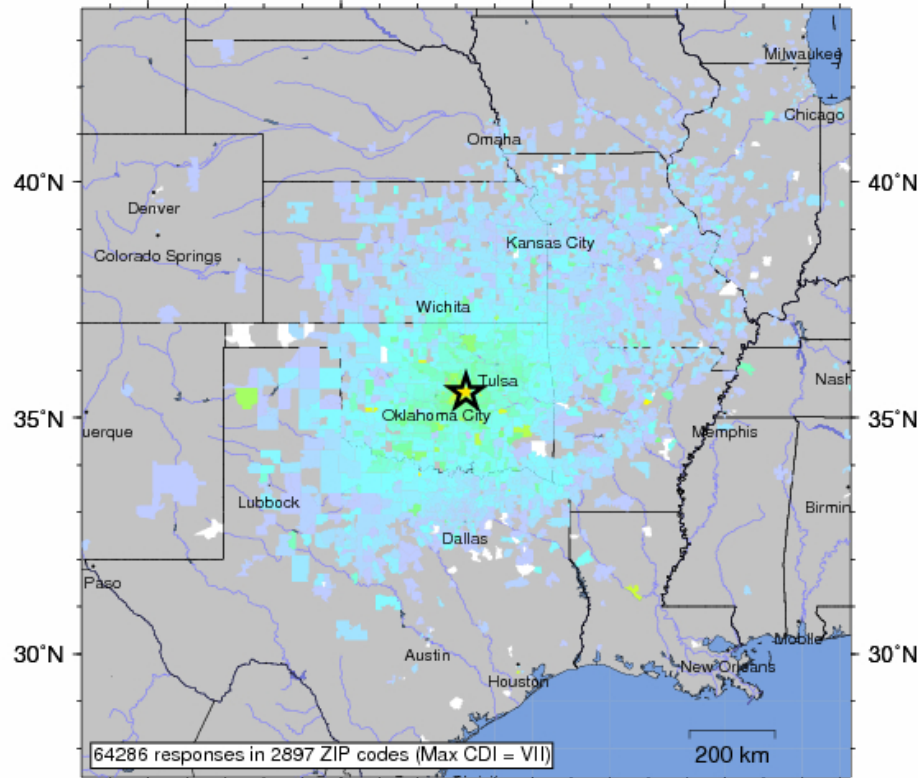 Milwaukee
Chicago
Omaha
40°N
40°N
Denver
Kansas City
Colorado Springs
Wichita
Tulsa
Nash
35°N
Oklahoma City
35°N
uerque
Memphis
Lubbock
Birmin
Dallas
Paso
Mobile
30°N
Austin
30°N
New Orleans
Houston
64286 responses in 2897 ZIP codes (Max CDI = VII)
200 km